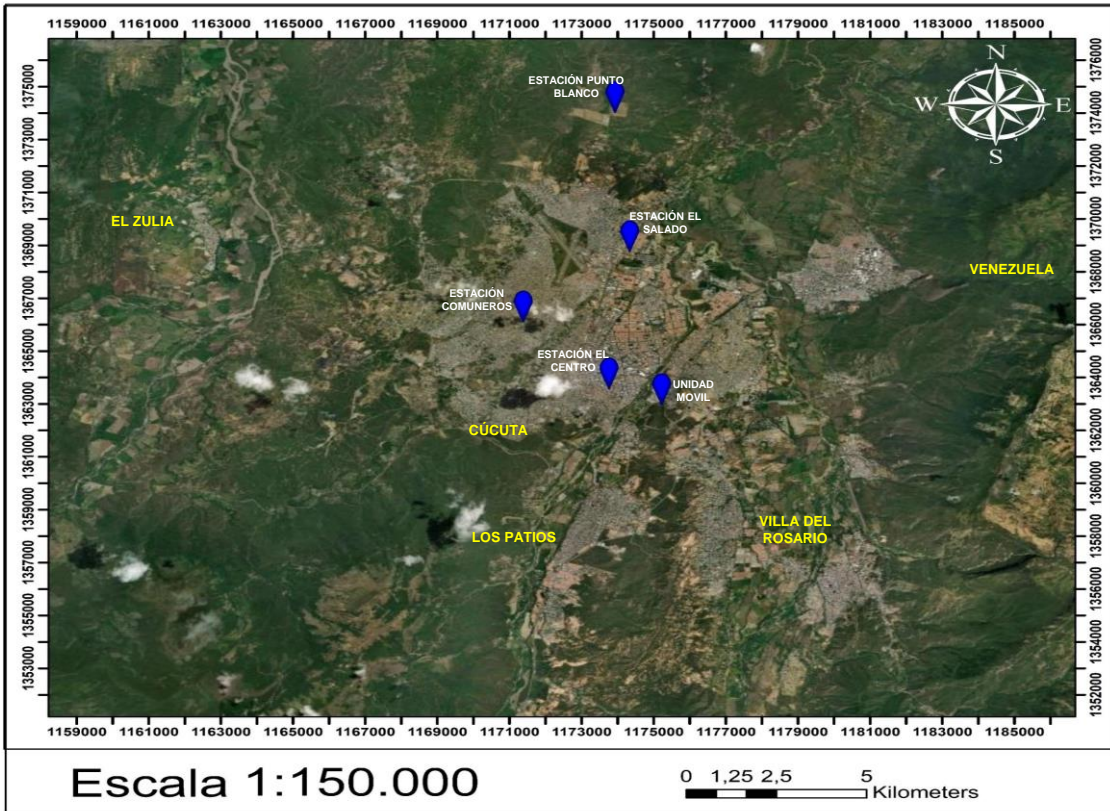 1159000 1161000 1163000 1165000 1167000 1169000 1171000 1173000 1175000 1177000 1179000 1181000 1183000 1185000
1375000
1373000
1371000
1369000
1367000
1365000
1363000
1361000
1359000
1357000
1355000
1353000
ESTACIÓN PUNTO
BLANCO
N
W E
S
EL ZULIA
ESTACIÓN EL
SALADO
VENEZUELA
ESTACIÓN
COMUNEROS
ESTACIÓN EL
CENTRO
UNIDAD
MOVIL
CÚCUTA
LOS PATIOS
VILLA DEL
ROSARIO
1376000
1374000
1372000
1370000
1368000
1366000
1364000
1362000
1360000
1358000
1356000
1354000
1352000
1159000 1161000 1163000 1165000 1167000 1169000 1171000 1173000 1175000 1177000 1179000 1181000 1183000 1185000
Escala 1:150.000
0 1,25 2,5 5
Kilometers